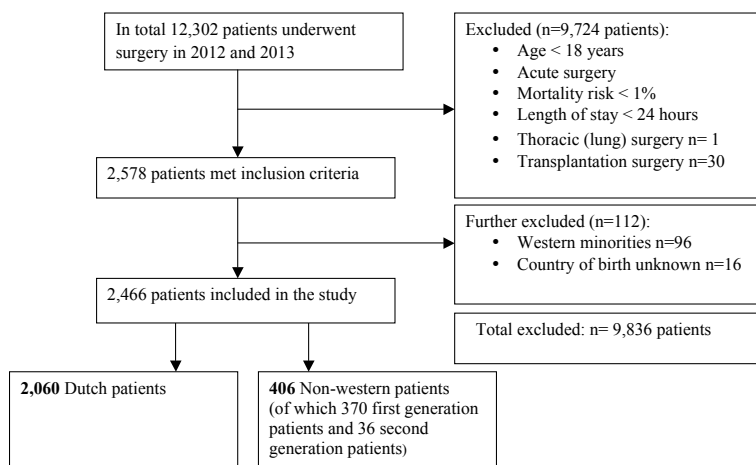 In total 12,302 patients underwent
surgery in 2012 and 2013
Excluded (n=9,724 patients):
• Age < 18 years
• Acute surgery
• Mortality risk < 1%
• Length of stay < 24 hours
• Thoracic (lung) surgery n= 1
• Transplantation surgery n=30
2,578 patients met inclusion criteria
Further excluded (n=112):
• Western minorities n=96
• Country of birth unknown n=16
2,466 patients included in the study
Total excluded: n= 9,836 patients
2,060 Dutch patients
406 Non-western patients
(of which 370 first generation
patients and 36 second
generation patients)